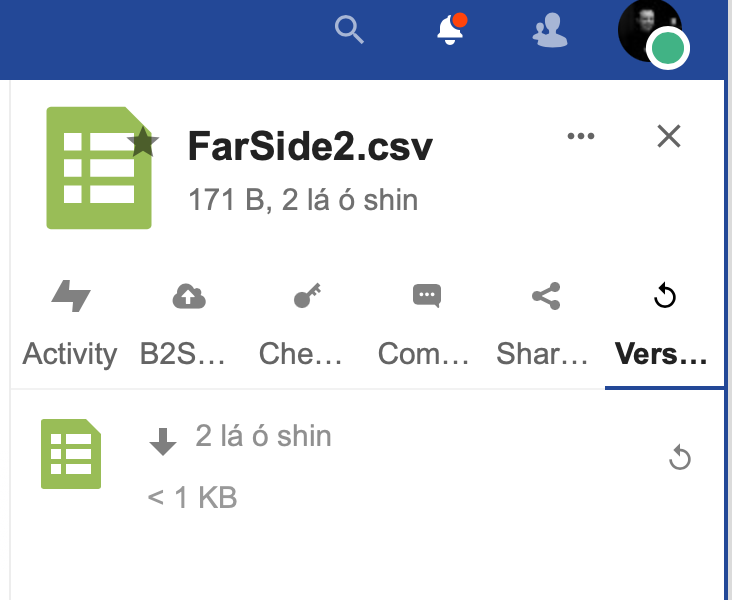 FarSide2.csv
171 B, 2 lá ó shin
Activity B2S... Che... Com... Shar... Vers...
2 lá ó shin
< 1 KB